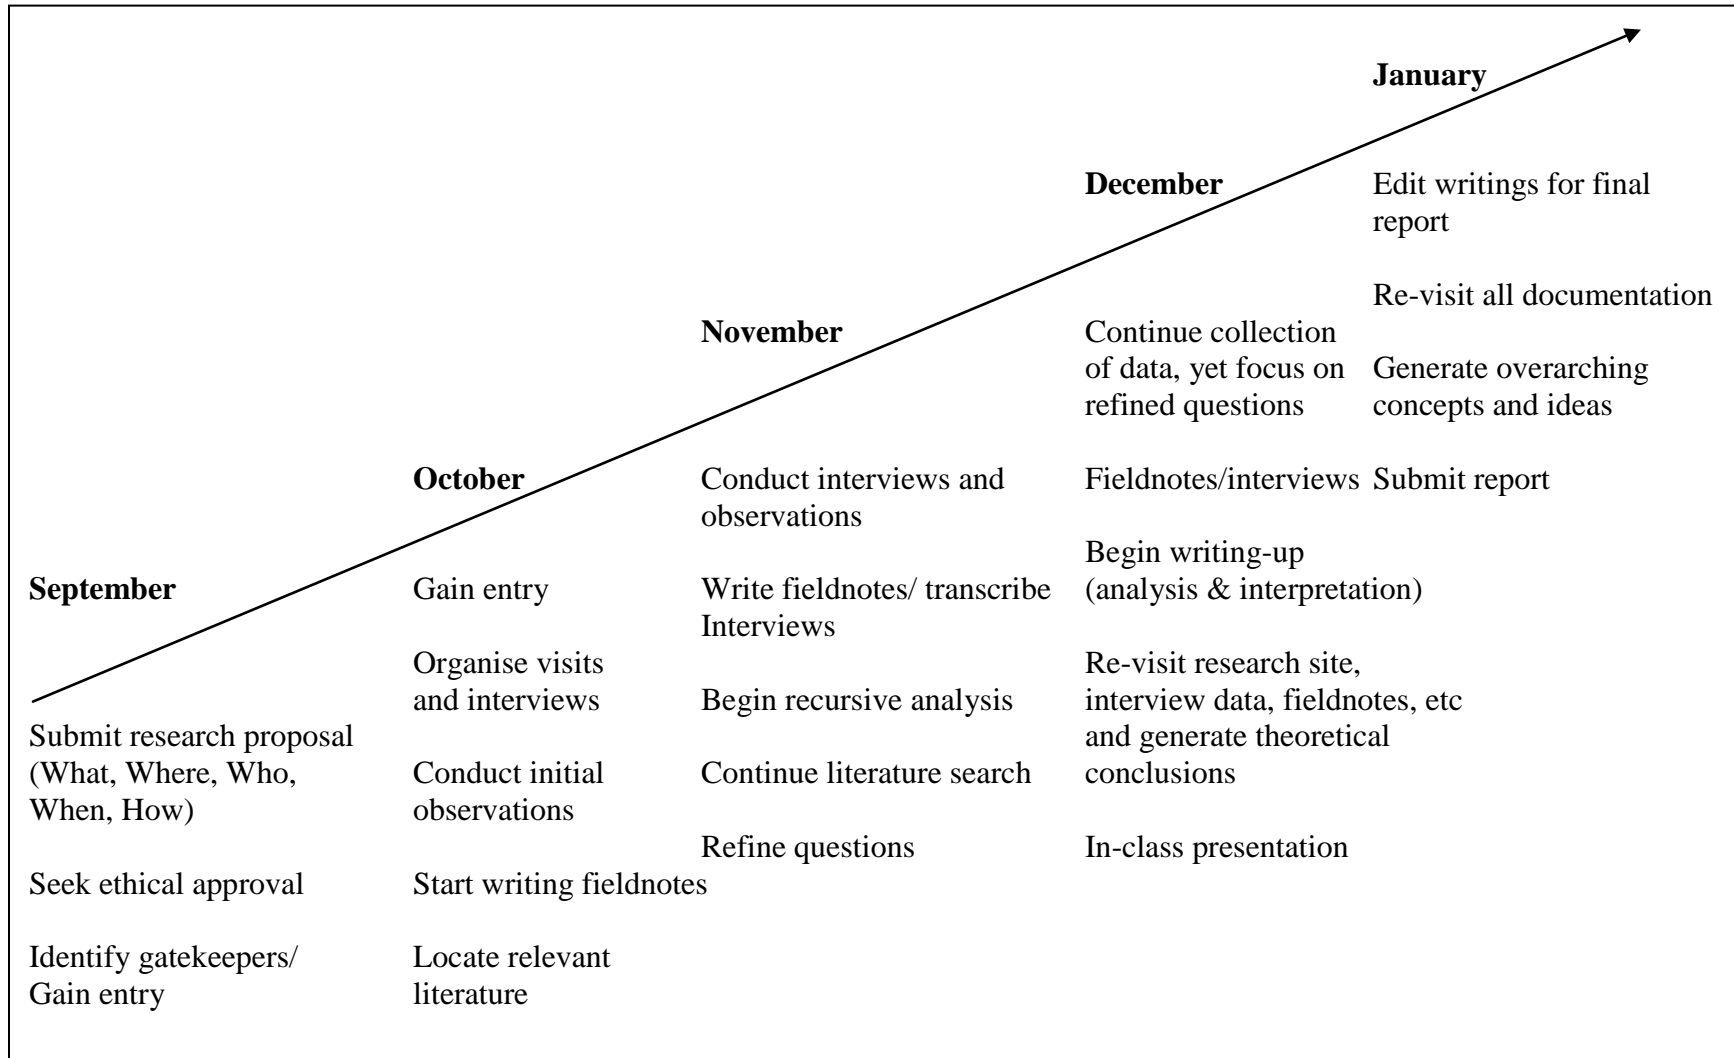 September
Submit research proposal
(What, Where, Who,
When, How)
Seek ethical approval
Identify gatekeepers/
Gain entry
October
Gain entry
Organise visits
and interviews
Conduct initial
observations
Start writing fieldnotes
Locate relevant
literature
November
Conduct interviews and
observations
Write fieldnotes/ transcribe
Interviews
Begin recursive analysis
Continue literature search
Refine questions
December
Continue collection
of data, yet focus on
refined questions
Fieldnotes/interviews
Begin writing-up
(analysis & interpretation)
Re-visit research site,
interview data, fieldnotes, etc
and generate theoretical
conclusions
In-class presentation
January
Edit writings for final
report
Re-visit all documentation
Generate overarching
concepts and ideas
Submit report